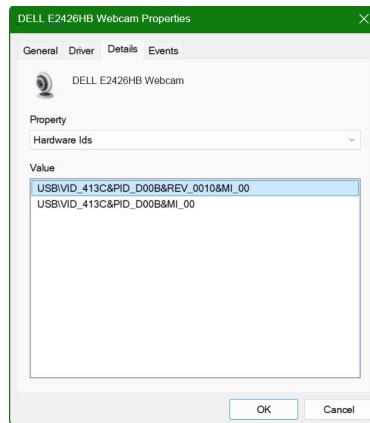 DELL E2426HB Webcam Properties
General Driver Details Events
DELL E2426HB Webcam
Property
Hardware Ids
Value
USB\VID_413C&PID_D00B&REV_0010&MI_00
USB\VID_413C&PID_D00B&MI_00
OK Cancel